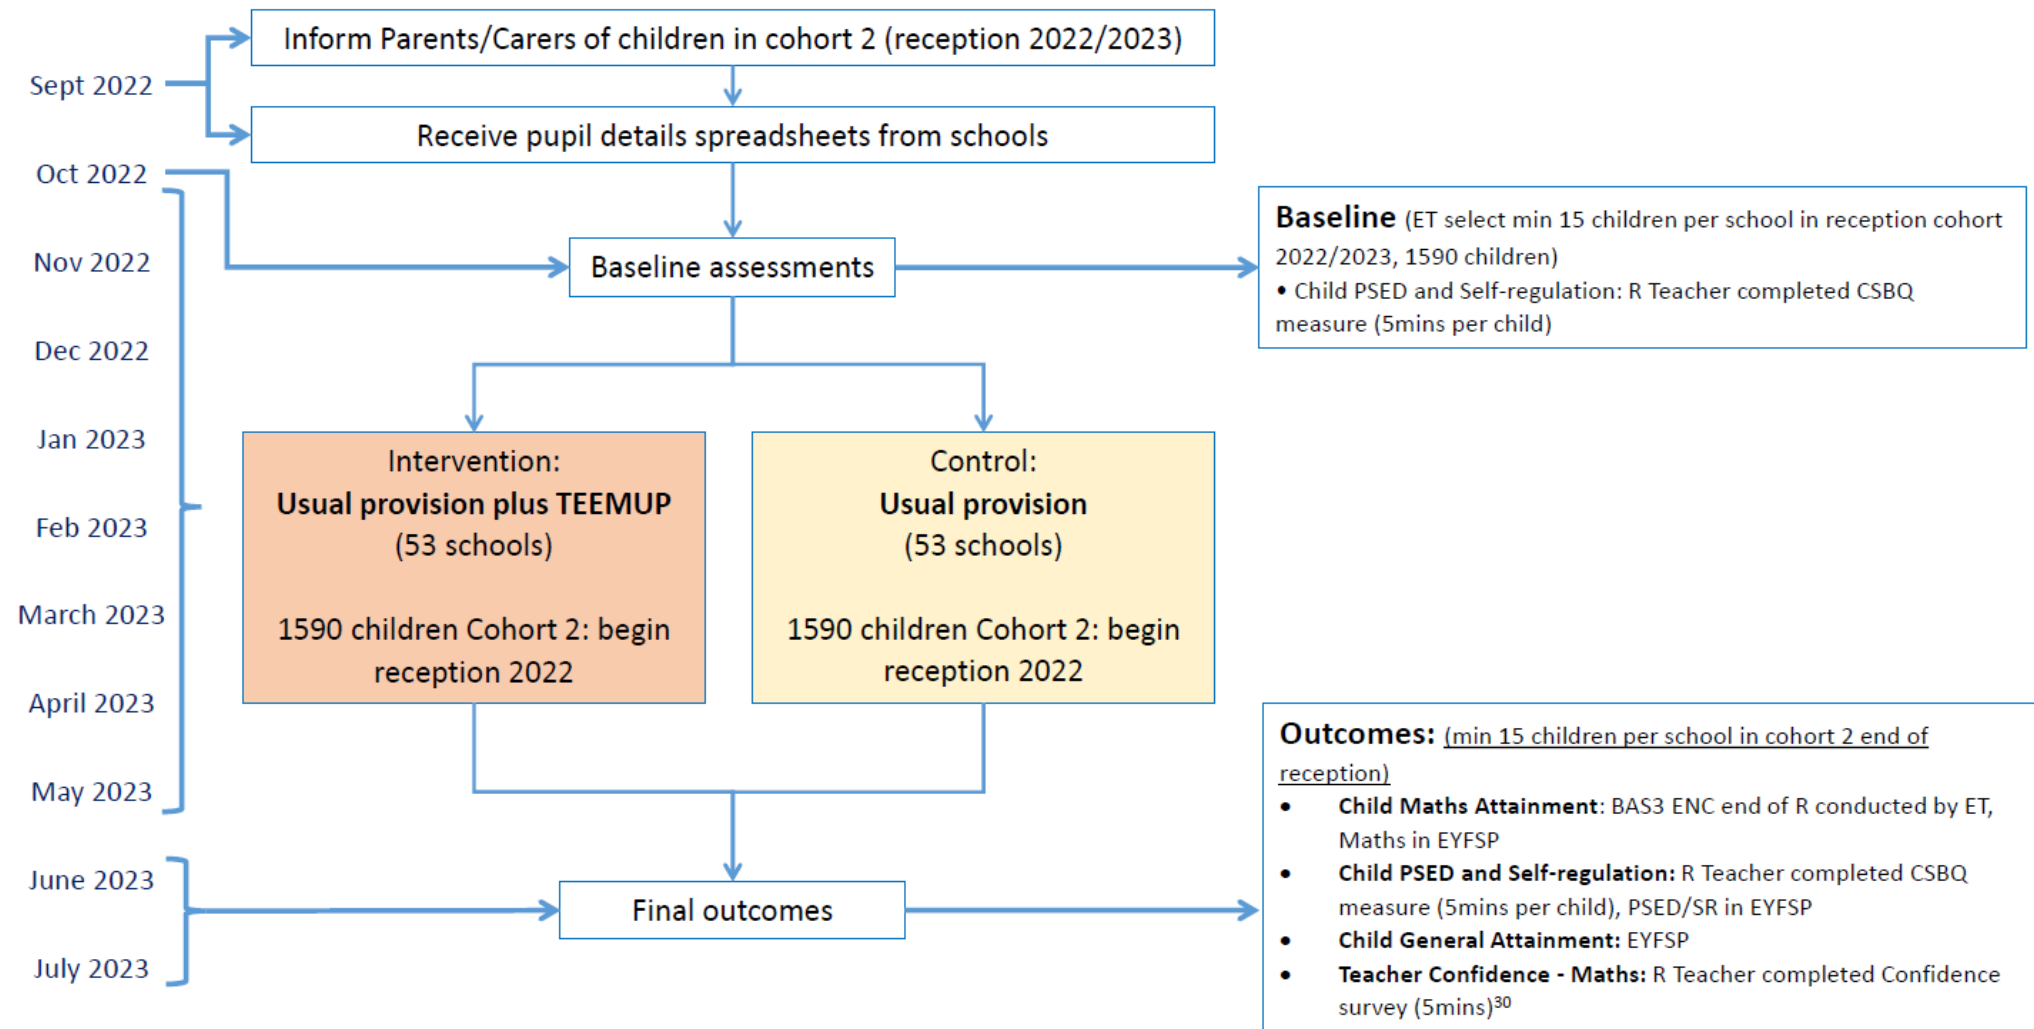 Inform Parents/Carers of children in cohort 2 (reception 2022/2023)
Sept 2022
Receive pupil details spreadsheets from schools
Oct 2022
Nov 2022
Dec 2022
Jan 2023
Feb 2023
March 2023
April 2023
May 2023
June 2023
July 2023
Baseline assessments
Baseline (ET select min 15 children per school in reception cohort
2022/2023, 1590 children)
• Child PSED and Self-regulation: R Teacher completed CSBQ
measure (5mins per child)
Intervention:
Usual provision plus TEEMUP
(53 schools)
1590 children Cohort 2: begin
reception 2022
Control:
Usual provision
(53 schools)
1590 children Cohort 2: begin
reception 2022
Final outcomes
Outcomes: (min 15 children per school in cohort 2 end of
reception)
• Child Maths Attainment: BAS3 ENC end of R conducted by ET,
Maths in EYFSP
• Child PSED and Self-regulation: R Teacher completed CSBQ
measure (5mins per child), PSED/SR in EYFSP
• Child General Attainment: EYFSP
• Teacher Confidence - Maths: R Teacher completed Confidence
survey (5mins)³⁰